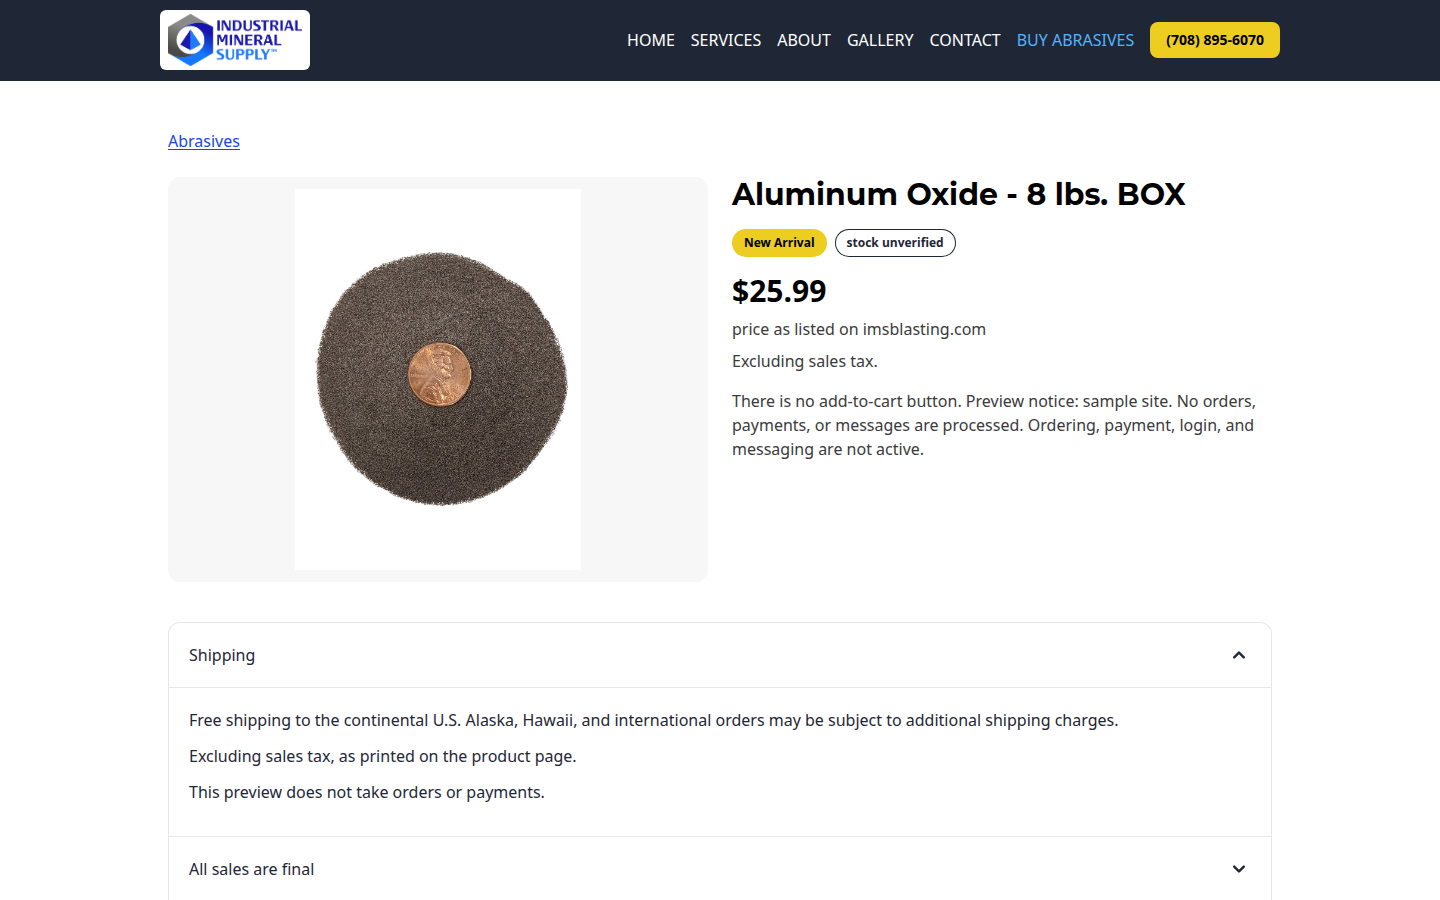 INDUSTRIAL
MINERAL
SUPPLY™
HOME SERVICES ABOUT GALLERY CONTACT BUY ABRASIVES (708) 895-6070
Abrasives
Aluminum Oxide - 8 lbs. BOX
New Arrival stock unverified
$25.99
price as listed on imsblasting.com
Excluding sales tax.
There is no add-to-cart button. Preview notice: sample site. No orders,
payments, or messages are processed. Ordering, payment, login, and
messaging are not active.
Shipping
Free shipping to the continental U.S. Alaska, Hawaii, and international orders may be subject to additional shipping charges.
Excluding sales tax, as printed on the product page.
This preview does not take orders or payments.
All sales are final